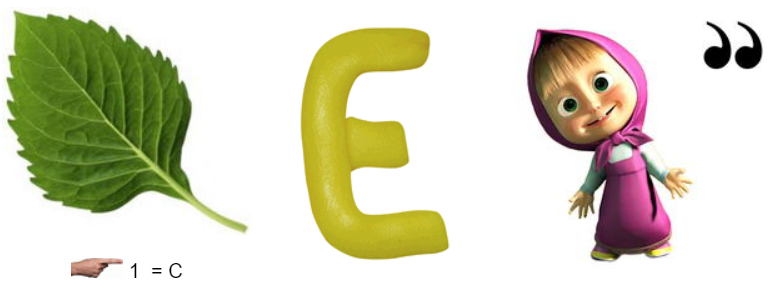 Е ,,
1 = С